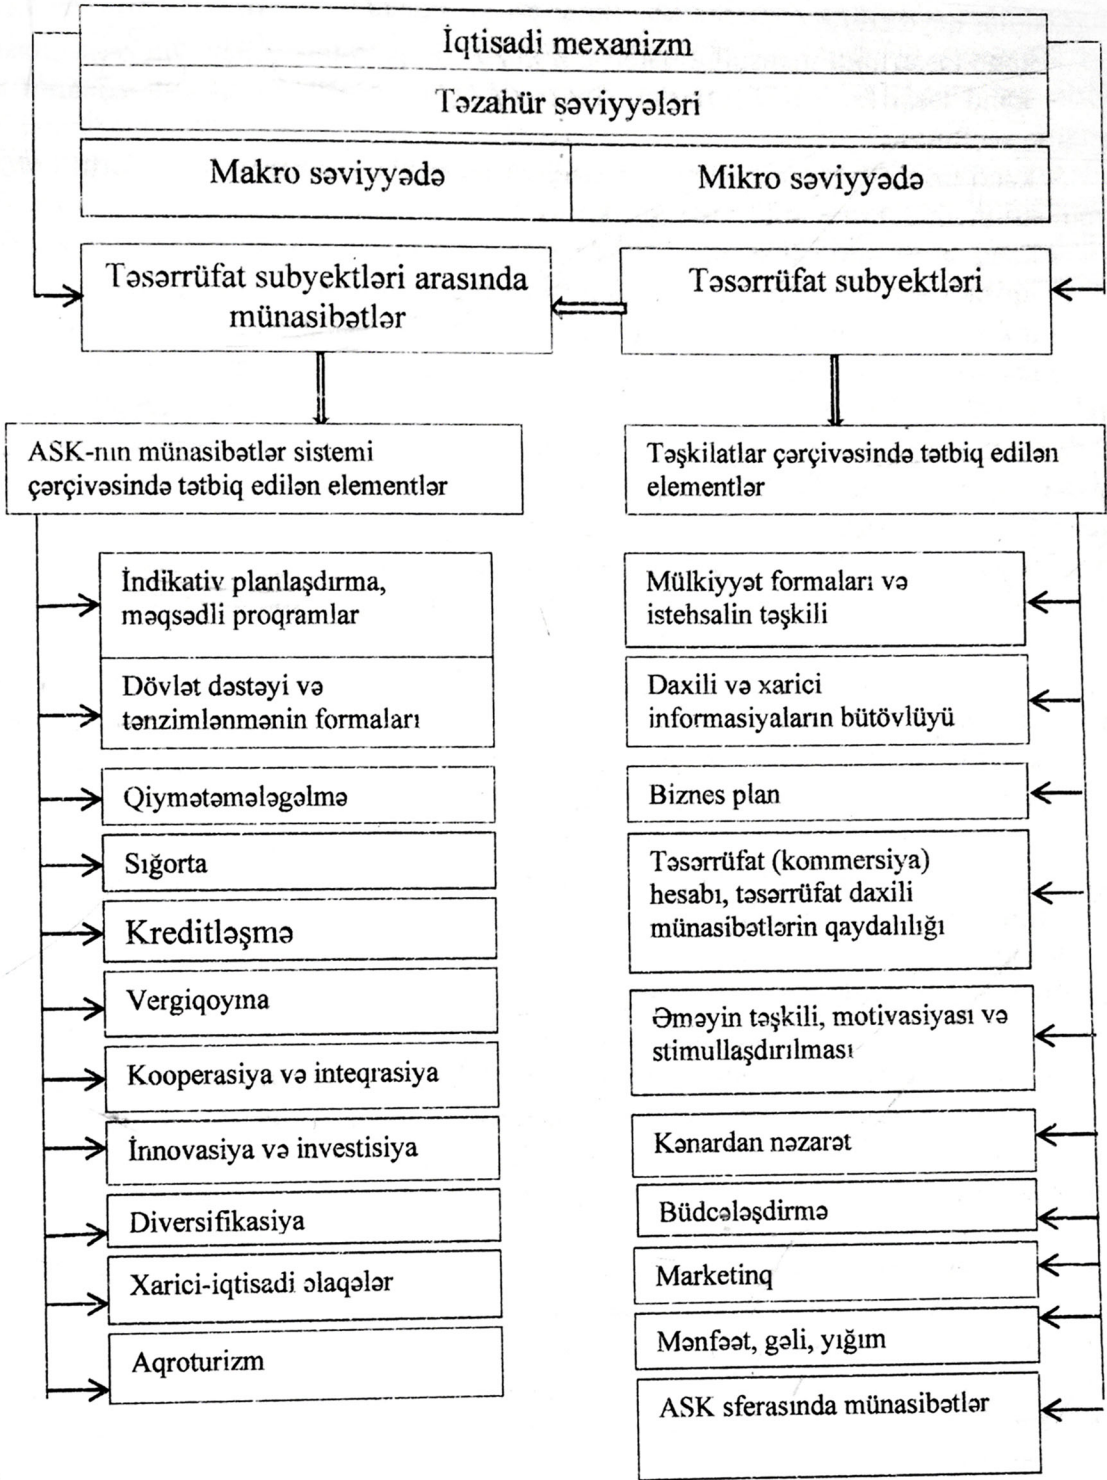 İqtisadi mexanizm
Təzahür səviyyələri
Makro səviyyədə
Mikro səviyyədə
Təsərrüfat subyektləri arasında
münasibətlər
Təsərrüfat subyektləri
ASK-nın münasibətlər sistemi
çərçivəsində tətbiq edilən elementlər
İndikativ planlaşdırma,
məqsədli proqramlar
Dövlət dəstəyi və
tənzimlənmənin formaları
Qiymətəmələgəlmə
Sığorta
Kreditləşmə
Vergiqoyma
Kooperasiya və inteqrasiya
İnnovasiya və investisiya
Diversifikasiya
Xarici-iqtisadi əlaqələr
Aqroturizm
Təşkilatlar çərçivəsində tətbiq edilən
elementlər
Mülkiyyət formaları və
istehsalin təşkili
Daxili və xarici
informasiyaların bütövlüyü
Biznes plan
Təsərrüfat (kommersiya)
hesabı, təsərrüfat daxili
münasibətlərin qaydalılığı
Əməyin təşkili, motivasiyası və
stimullaşdırılması
Kənardan nəzarət
Büdcələşdirmə
Marketinq
Mənfəət, gəli, yığım
ASK sferasında münasibətlər